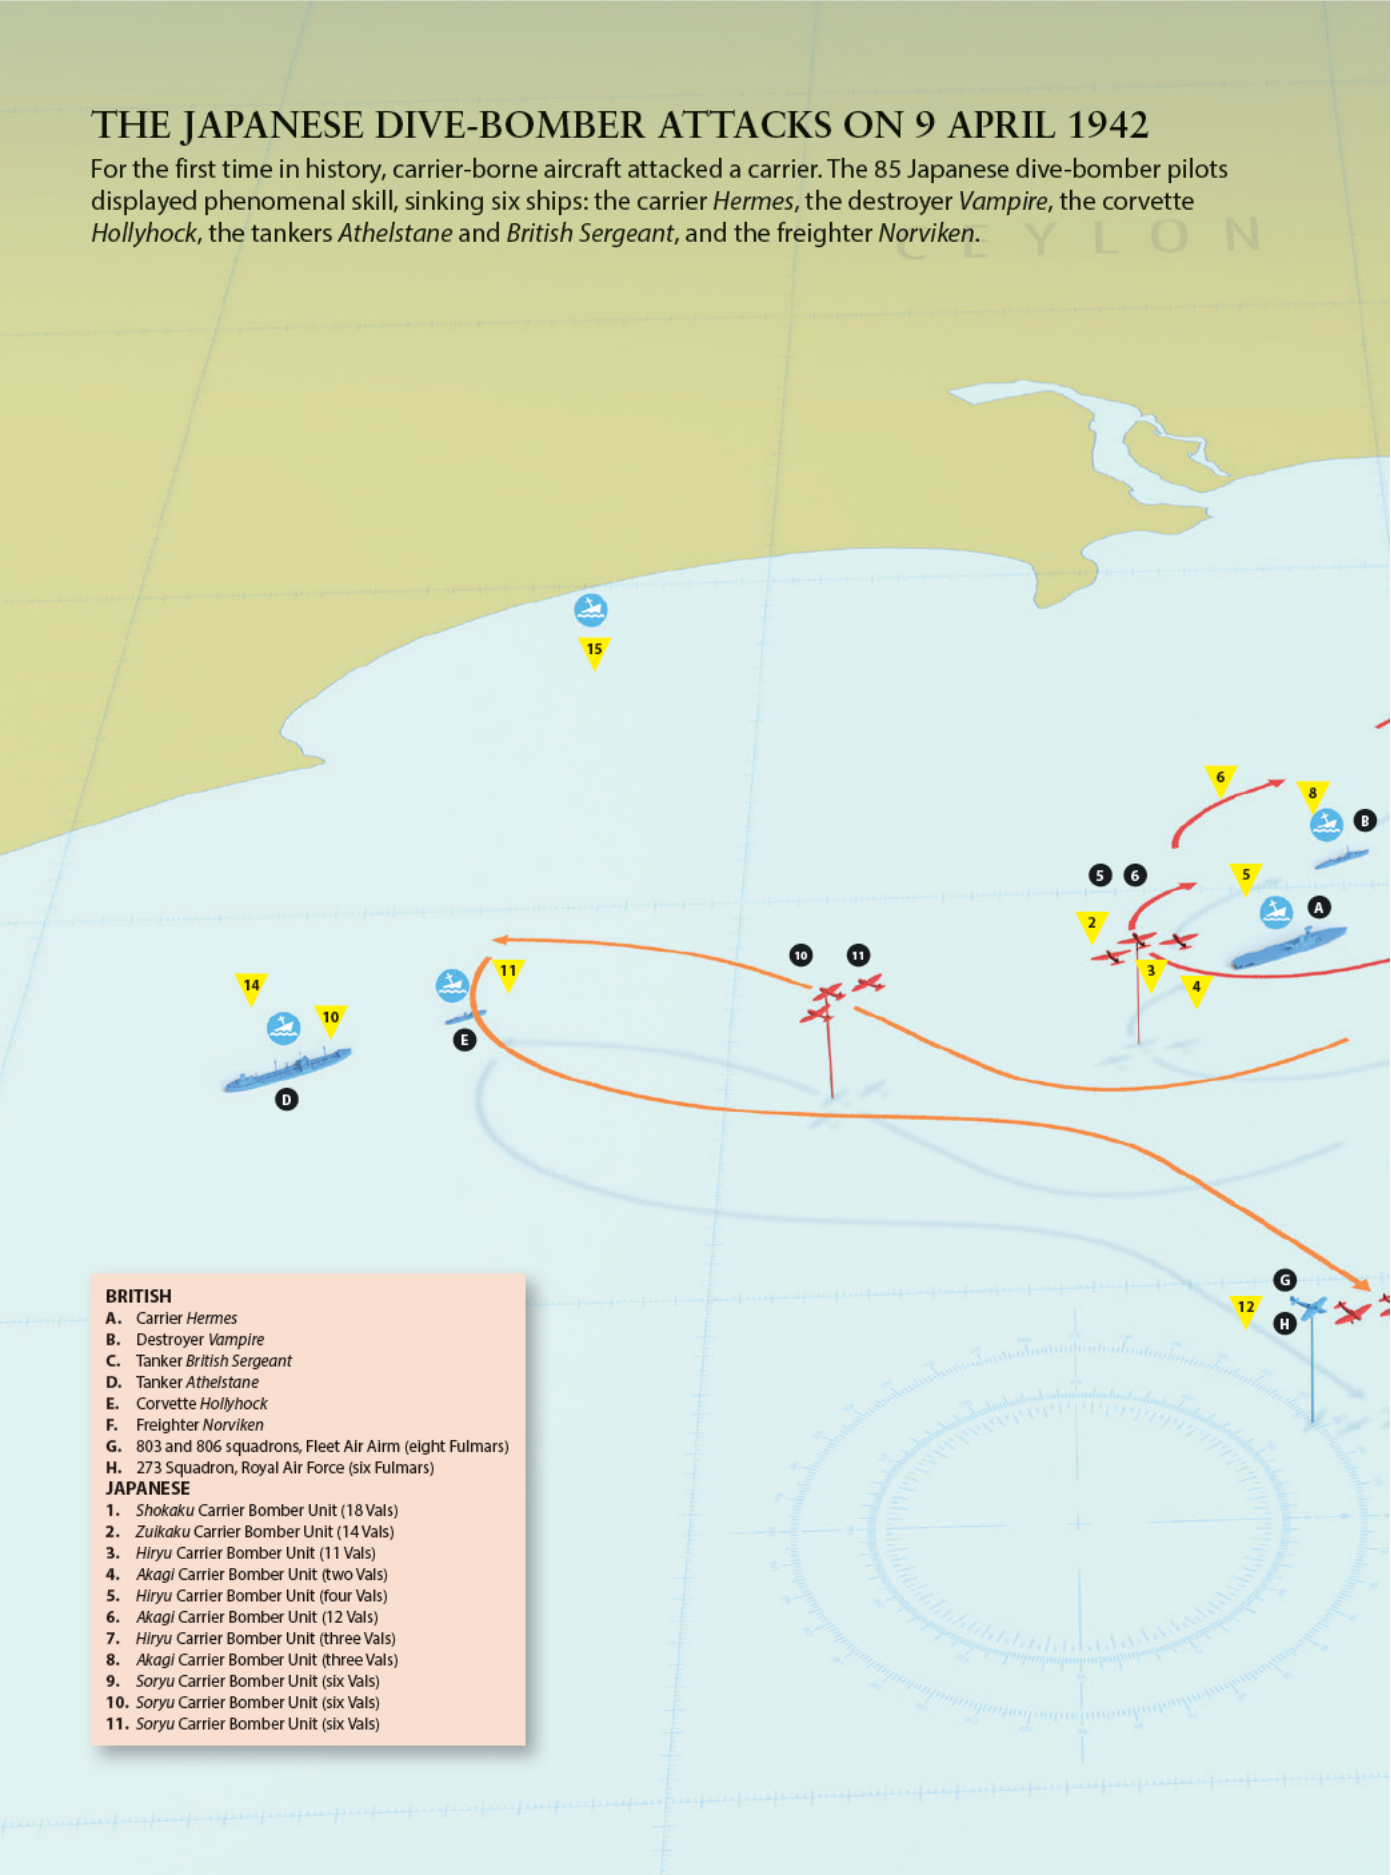 THE JAPANESE DIVE-BOMBER ATTACKS ON 9 APRIL 1942
For the first time in history, carrier-borne aircraft attacked a carrier. The 85 Japanese dive-bomber pilots
displayed phenomenal skill, sinking six ships: the carrier Hermes, the destroyer Vampire, the corvette
Hollyhock, the tankers Athelstane and British Sergeant, and the freighter Norviken.
CEYLON
15
6
8
B
5 6
5
2
A
3
4
10 11
11
14
10
E
D
G
12
H
BRITISH
A. Carrier Hermes
B. Destroyer Vampire
C. Tanker British Sergeant
D. Tanker Athelstane
E. Corvette Hollyhock
F. Freighter Norviken
G. 803 and 806 squadrons, Fleet Air Airm (eight Fulmars)
H. 273 Squadron, Royal Air Force (six Fulmars)
JAPANESE
1. Shokaku Carrier Bomber Unit (18 Vals)
2. Zuikaku Carrier Bomber Unit (14 Vals)
3. Hiryu Carrier Bomber Unit (11 Vals)
4. Akagi Carrier Bomber Unit (two Vals)
5. Hiryu Carrier Bomber Unit (four Vals)
6. Akagi Carrier Bomber Unit (12 Vals)
7. Hiryu Carrier Bomber Unit (three Vals)
8. Akagi Carrier Bomber Unit (three Vals)
9. Soryu Carrier Bomber Unit (six Vals)
10. Soryu Carrier Bomber Unit (six Vals)
11. Soryu Carrier Bomber Unit (six Vals)